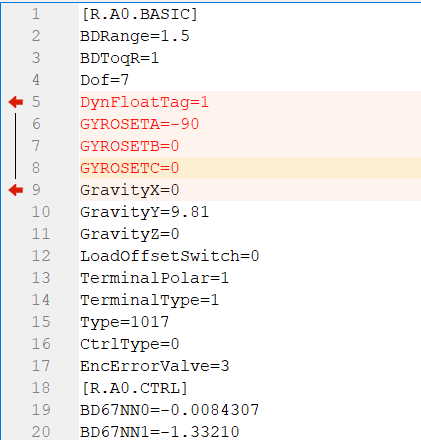 1 [R.A0.BASIC]
2 BDRange=1.5
3 BDToqR=1
4 Dof=7
5 DynFloatTag=1
6 GYROSETA=-90
7 GYROSETB=0
8 GYROSETC=0
9 GravityX=0
10 GravityY=9.81
11 GravityZ=0
12 LoadOffsetSwitch=0
13 TerminalPolar=1
14 TerminalType=1
15 Type=1017
16 CtrlType=0
17 EncErrorValve=3
18 [R.A0.CTRL]
19 BD67NN0=-0.0084307
20 BD67NN1=-1.33210